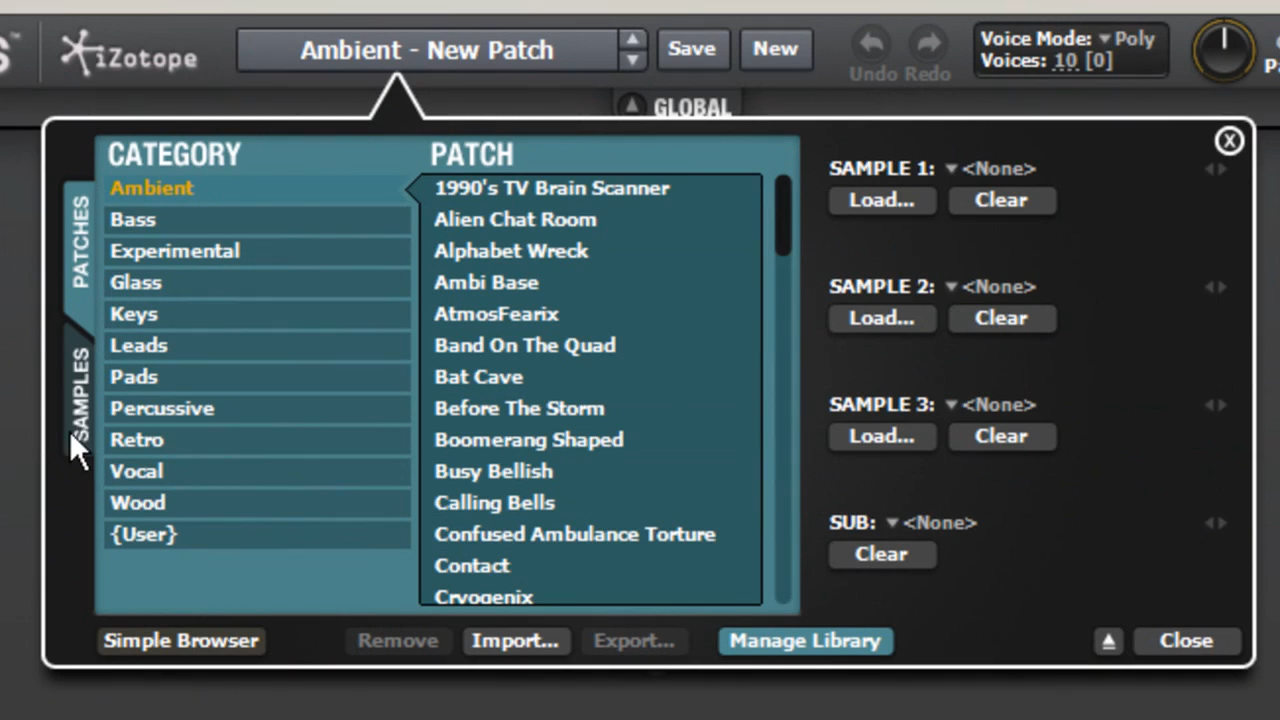 S™
iZotope
Ambient - New Patch
Save
New
Undo Redo
Voice Mode: Poly
Voices: 10 [0]
GLOBAL
PATCHES
SAMPLES
CATEGORY
Ambient
Bass
Experimental
Glass
Keys
Leads
Pads
Percussive
Retro
Vocal
Wood
{User}
PATCH
1990's TV Brain Scanner
Alien Chat Room
Alphabet Wreck
Ambi Base
AtmosFearix
Band On The Quad
Bat Cave
Before The Storm
Boomerang Shaped
Busy Bellish
Calling Bells
Confused Ambulance Torture
Contact
Cryogenix
X
SAMPLE 1: <None>
Load... Clear
SAMPLE 2: <None>
Load... Clear
SAMPLE 3: <None>
Load... Clear
SUB: <None>
Clear
Simple Browser
Remove
Import...
Export...
Manage Library
Close